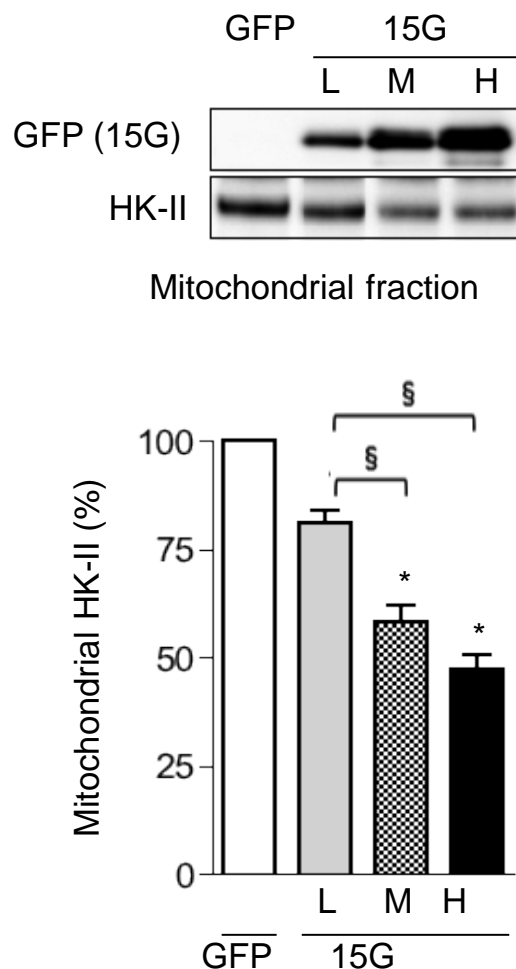 GFP 15G
L M H
GFP (15G)
HK-II
Mitochondrial fraction
§
§
100
75
50
25
0
Mitochondrial HK-II (%)
*
*
L M H
GFP 15G